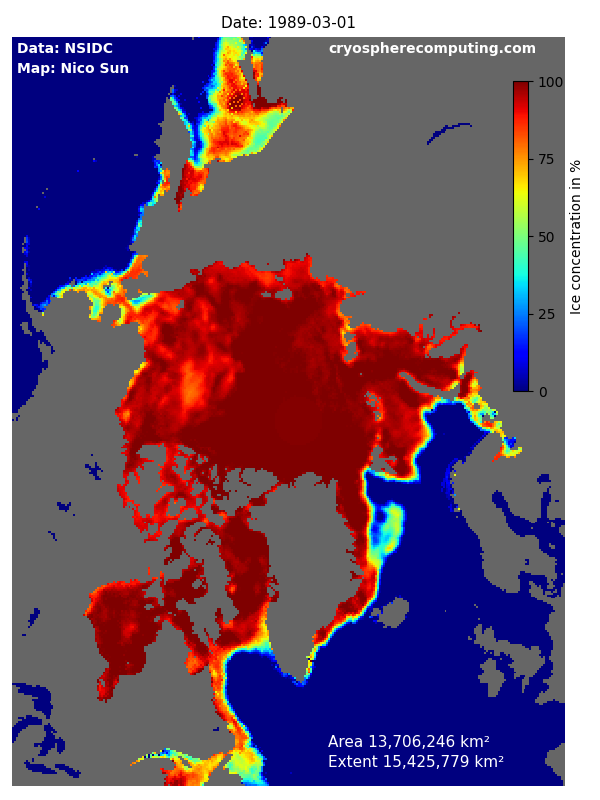 Date: 1989-03-01
Data: NSIDC
Map: Nico Sun
cryospherecomputing.com
100
75
50
25
0
Ice concentration in %
Area 13,706,246 km²
Extent 15,425,779 km²